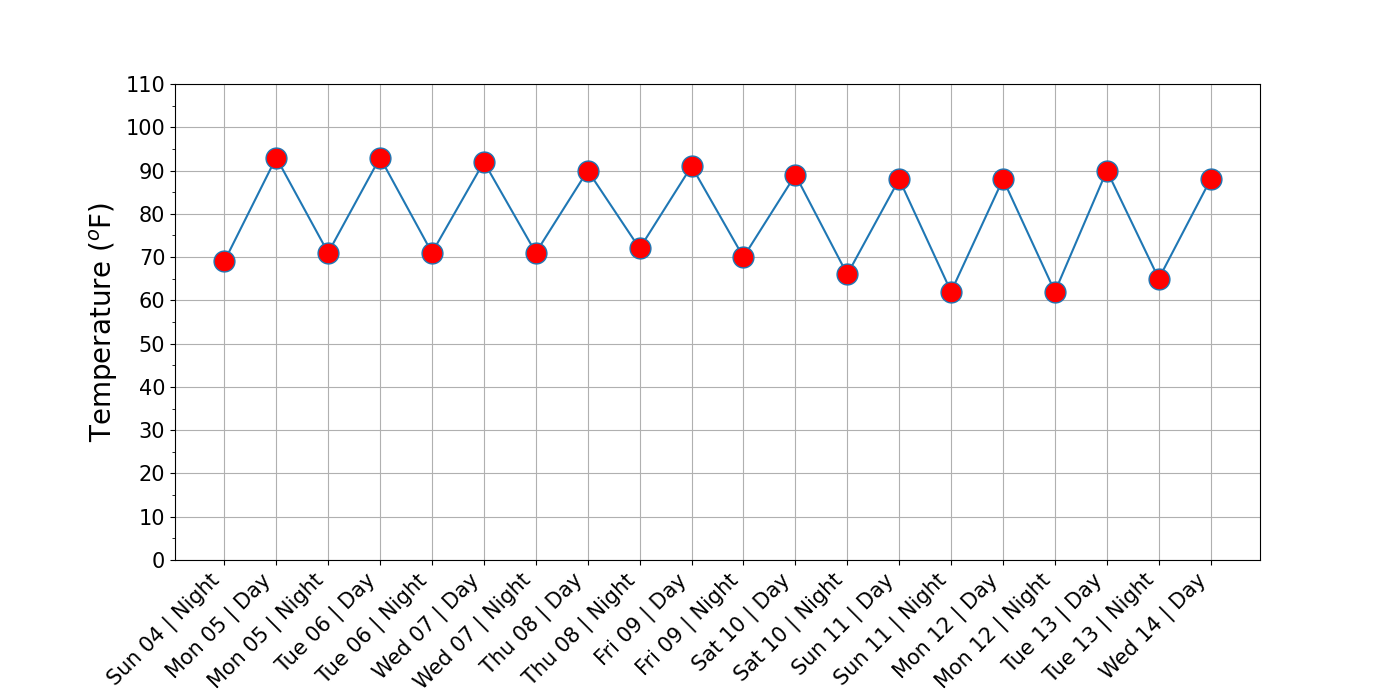 Temperature (°F)
110
100
90
80
70
60
50
40
30
20
10
0
Sun 04 | Night
Mon 05 | Day
Mon 05 | Night
Tue 06 | Day
Tue 06 | Night
Wed 07 | Day
Wed 07 | Night
Thu 08 | Day
Thu 08 | Night
Fri 09 | Day
Fri 09 | Night
Sat 10 | Day
Sat 10 | Night
Sun 11 | Day
Sun 11 | Night
Mon 12 | Day
Mon 12 | Night
Tue 13 | Day
Tue 13 | Night
Wed 14 | Day